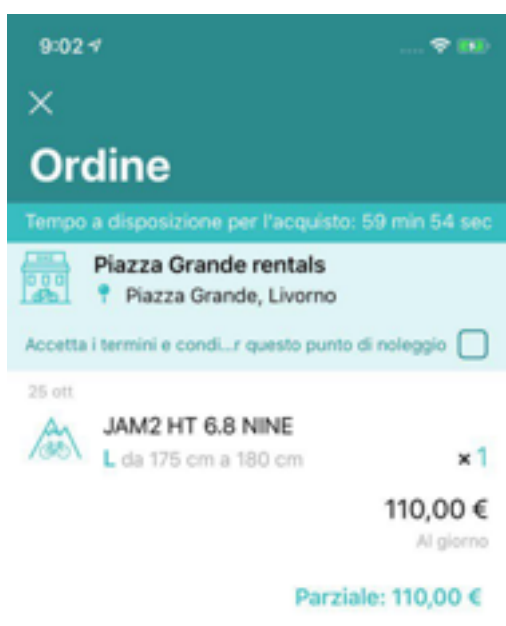 9:02
Ordine
Tempo a disposizione per l'acquisto: 59 min 54 sec
Piazza Grande rentals
Piazza Grande, Livorno
Accetta i termini e condi...r questo punto di noleggio
25 ott
JAM2 HT 6.8 NINE
L da 175 cm a 180 cm ×1
110,00 €
Al giorno
Parziale: 110,00 €